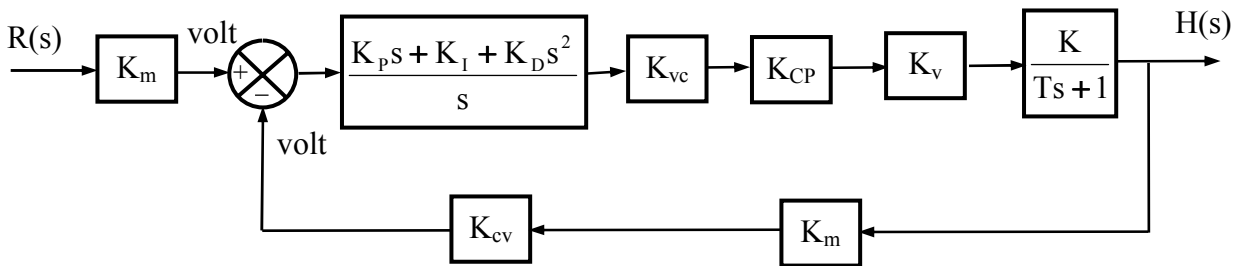 R(s)
K_m
volt
+
−
K_P s + K_I + K_D s^2
s
K_vc
K_CP
K_v
K
Ts + 1
H(s)
volt
K_cv
K_m